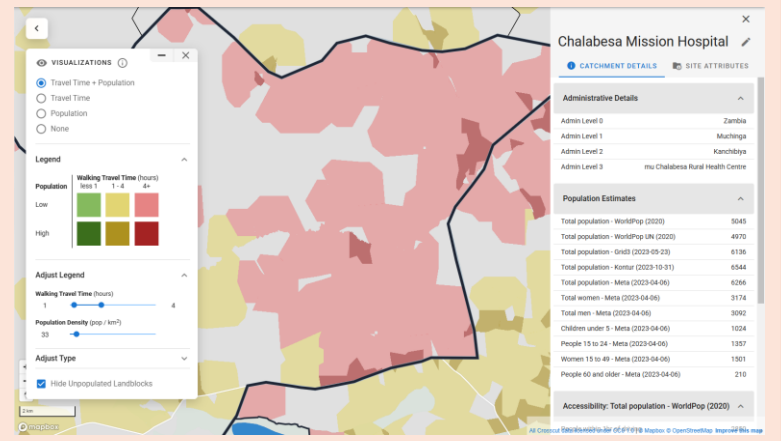 VISUALIZATIONS
Travel Time + Population
Travel Time
Population
None
Legend
Walking Travel Time (hours)
Population less 1 1 - 4 4+
Low
High
Adjust Legend
Walking Travel Time (hours)
1 4
Population Density (pop / km²)
33
Adjust Type
Hide Unpopulated Landblocks
2 km
mapbox
Chalabesa Mission Hospital
CATCHMENT DETAILS SITE ATTRIBUTES
Administrative Details
Admin Level 0 Zambia
Admin Level 1 Muchinga
Admin Level 2 Kanchibiya
Admin Level 3 mu Chalabesa Rural Health Centre
Population Estimates
Total population - WorldPop (2020) 5045
Total population - WorldPop UN (2020) 4970
Total population - Grid3 (2023-05-23) 6136
Total population - Kontur (2023-10-31) 6544
Total population - Meta (2023-04-06) 6266
Total women - Meta (2023-04-06) 3174
Total men - Meta (2023-04-06) 3092
Children under 5 - Meta (2023-04-06) 1024
People 15 to 24 - Meta (2023-04-06) 1357
Women 15 to 49 - Meta (2023-04-06) 1501
People 60 and older - Meta (2023-04-06) 210
Accessibility: Total population - WorldPop (2020)
© Mapbox © OpenStreetMap Improve this map